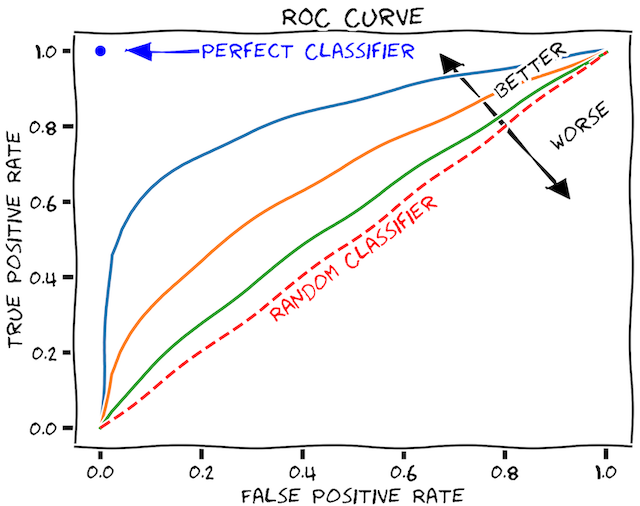 ROC CURVE
PERFECT CLASSIFIER
BETTER
WORSE
RANDOM CLASSIFIER
TRUE POSITIVE RATE
1.0
0.8
0.6
0.4
0.2
0.0
0.0 0.2 0.4 0.6 0.8 1.0
FALSE POSITIVE RATE